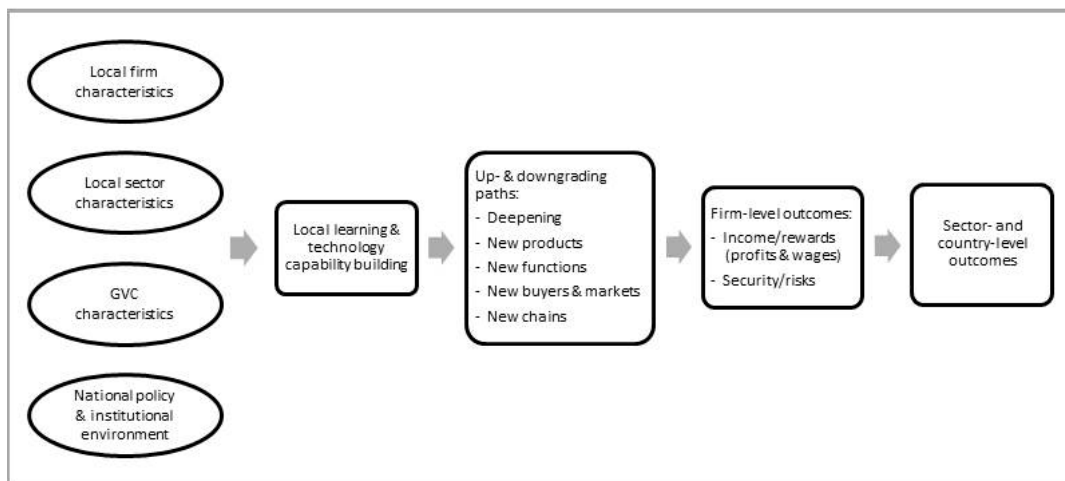 Local firm
characteristics
Local sector
characteristics
GVC
characteristics
National policy
& institutional
environment
Local learning &
technology
capability building
Up- & downgrading
paths:
- Deepening
- New products
- New functions
- New buyers & markets
- New chains
Firm-level outcomes:
- Income/rewards
(profits & wages)
- Security/risks
Sector- and
country-level
outcomes